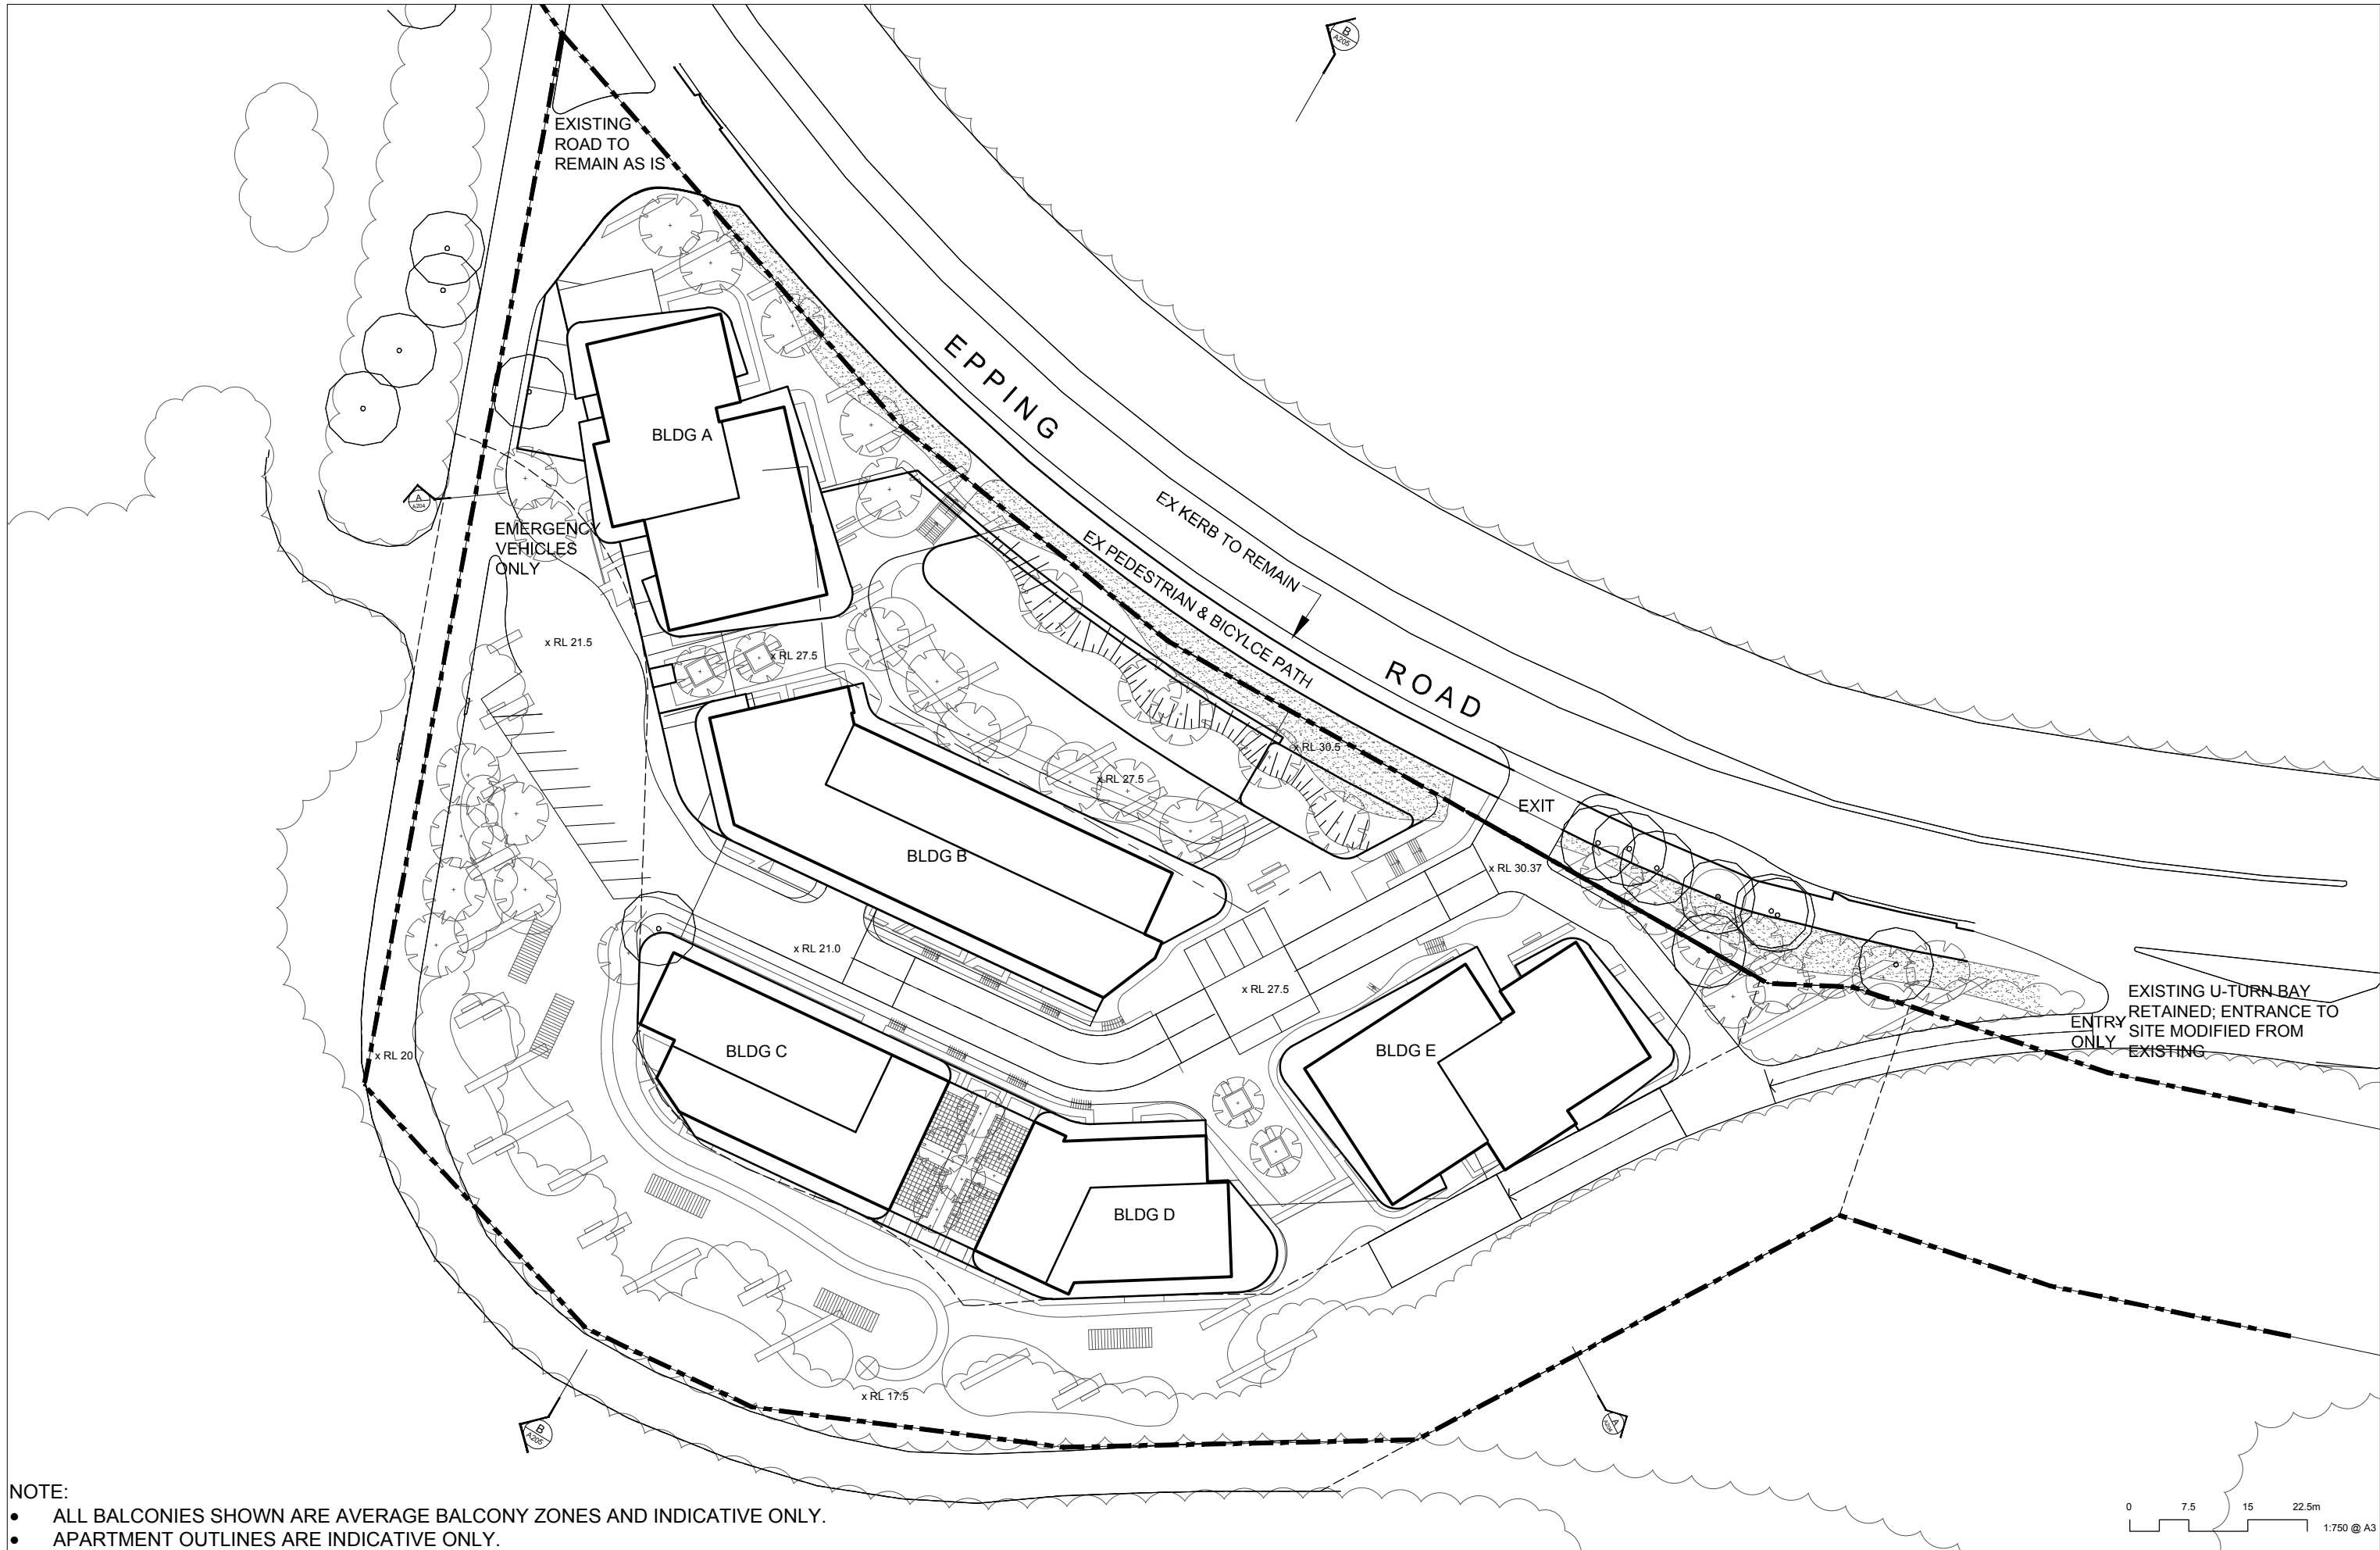 B
A205
EXISTING
ROAD TO
REMAIN AS IS
EPPING
BLDG A
A
A204
EX KERB TO REMAIN
EMERGENCY
VEHICLES
ONLY
EX PEDESTRIAN & BICYLCE PATH
x RL 21.5
x RL 27.5
ROAD
x RL 30.5
x RL 27.5
EXIT
BLDG B
x RL 30.37
x RL 21.0
x RL 27.5
EXISTING U-TURN BAY
RETAINED; ENTRANCE TO
SITE MODIFIED FROM
EXISTING
ENTRY
ONLY
BLDG C
BLDG E
x RL 20
BLDG D
x RL 17.5
B
A205
A
NOTE:
• ALL BALCONIES SHOWN ARE AVERAGE BALCONY ZONES AND INDICATIVE ONLY.
• APARTMENT OUTLINES ARE INDICATIVE ONLY.
0 7.5 15 22.5m
1:750 @ A3